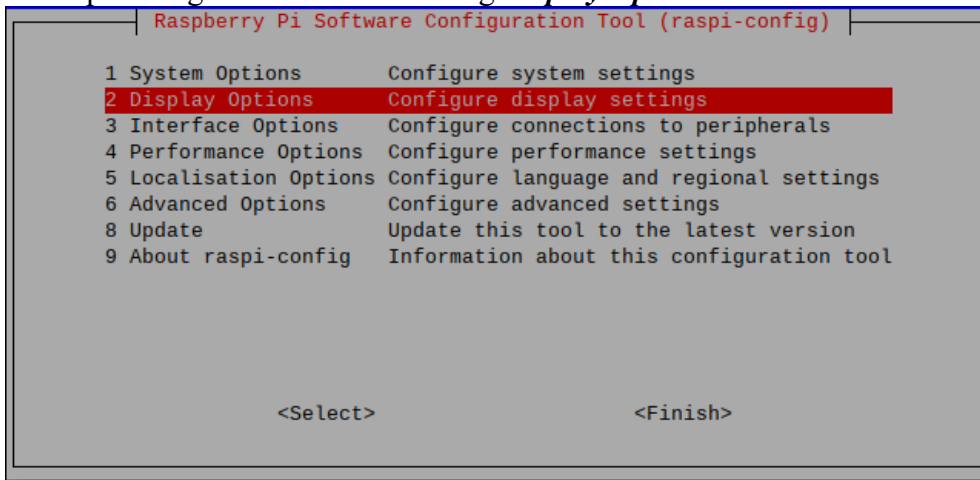 Raspberry Pi Software Configuration Tool (raspi-config)
1 System Options Configure system settings
2 Display Options Configure display settings
3 Interface Options Configure connections to peripherals
4 Performance Options Configure performance settings
5 Localisation Options Configure language and regional settings
6 Advanced Options Configure advanced settings
8 Update Update this tool to the latest version
9 About raspi-config Information about this configuration tool
<Select> <Finish>